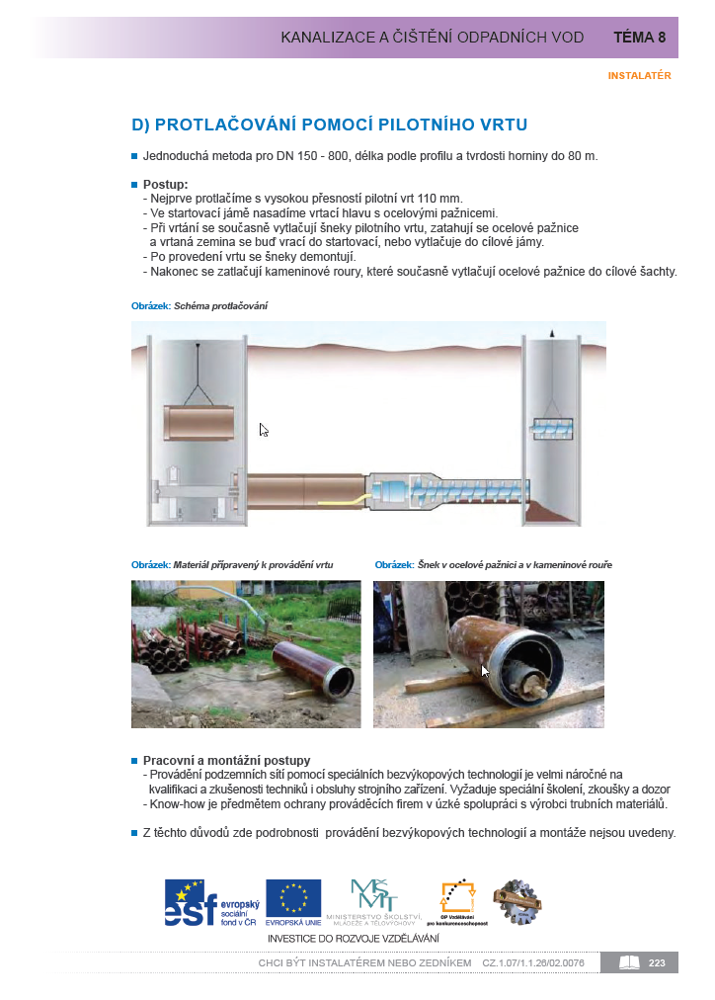 KANALIZACE A ČIŠTĚNÍ ODPADNÍCH VOD TÉMA 8
INSTALATÉR
D) PROTLAČOVÁNÍ POMOCÍ PILOTNÍHO VRTU
Jednoduchá metoda pro DN 150 - 800, délka podle profilu a tvrdosti horniny do 80 m.
Postup:
- Nejprve protlačíme s vysokou přesností pilotní vrt 110 mm.
- Ve startovací jámě nasadíme vrtací hlavu s ocelovými pažnicemi.
- Při vrtání se současně vytlačují šneky pilotního vrtu, zatahují se ocelové pažnice
a vrtaná zemina se buď vrací do startovací, nebo vytlačuje do cílové jámy.
- Po provedení vrtu se šneky demontují.
- Nakonec se zatlačují kameninové roury, které současně vytlačují ocelové pažnice do cílové šachty.
Obrázek: Schéma protlačování
Obrázek: Materiál přípravený k provádění vrtu
Obrázek: Šnek v ocelové pažnici a v kameninové rouře
Pracovní a montážní postupy
- Provádění podzemních sítí pomocí speciálních bezvýkopových technologií je velmi náročné na
kvalifikaci a zkušenosti techniků i obsluhy strojního zařízení. Vyžaduje speciální školení, zkoušky a dozor
- Know-how je předmětem ochrany prováděcích firem v úzké spolupráci s výrobci trubních materiálů.
Z těchto důvodů zde podrobnosti provádění bezvýkopových technologií a montáže nejsou uvedeny.
esf evropský
sociální
fond v ČR
EVROPSKÁ UNIE
MŠMT
MINISTERSTVO ŠKOLSTVÍ,
MLÁDEŽE A TĚLOVÝCHOVY
OP Vzdělávání
pro konkurenceschopnost
INVESTICE DO ROZVOJE VZDĚLÁVÁNÍ
CHCI BÝT INSTALATÉREM NEBO ZEDNÍKEM CZ.1.07/1.1.26/02.0076 223